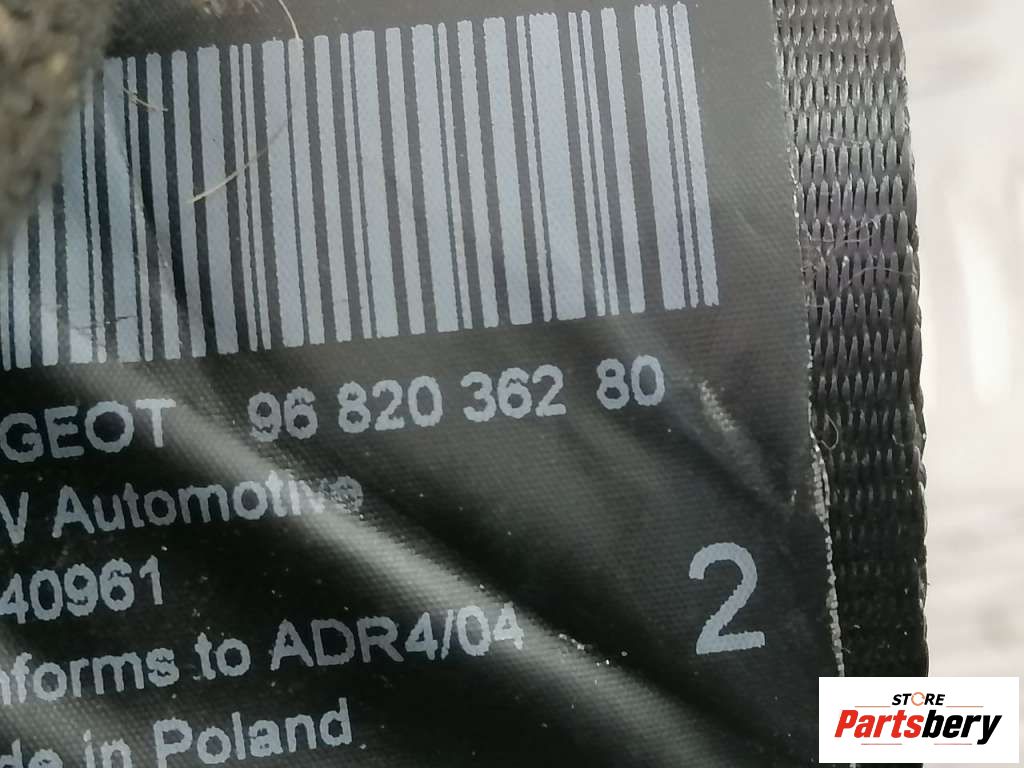 GEOT 96 820 362 80
V Automotive
40961
nforms to ADR4/04
2
de in Poland
STORE
Partsbery